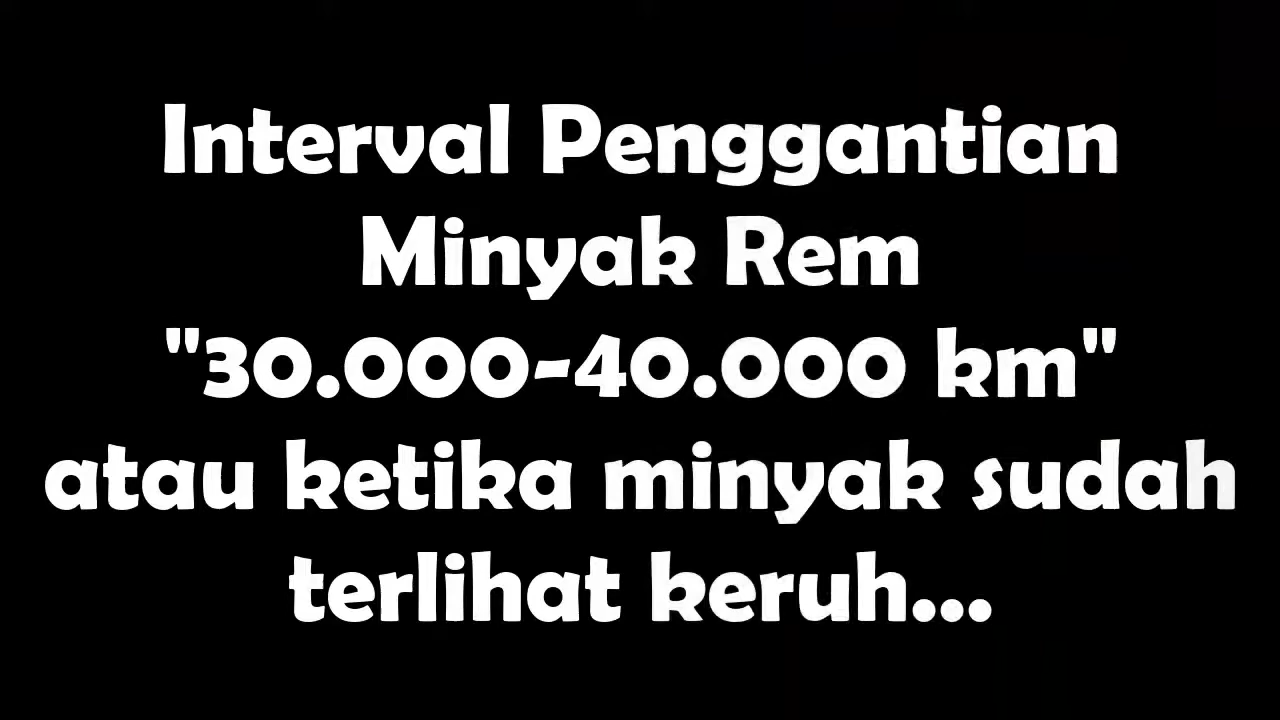 Interval Penggantian
Minyak Rem
"30.000-40.000 km"
atau ketika minyak sudah
terlihat keruh...